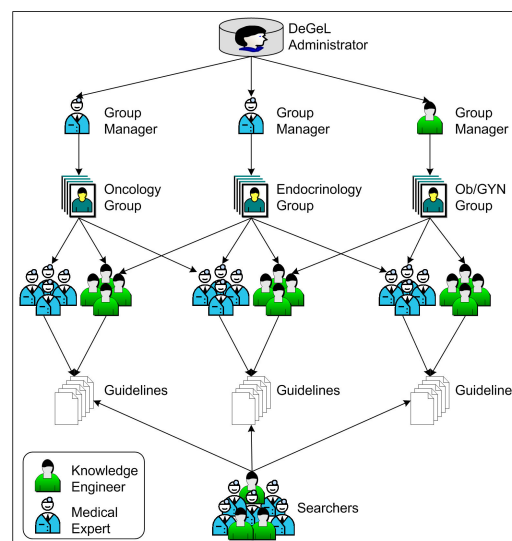 DeGeL
Administrator
Group
Manager
Group
Manager
Group
Manager
Oncology
Group
Endocrinology
Group
Ob/GYN
Group
Guidelines
Guidelines
Guideline
Knowledge
Engineer
Medical
Expert
Searchers